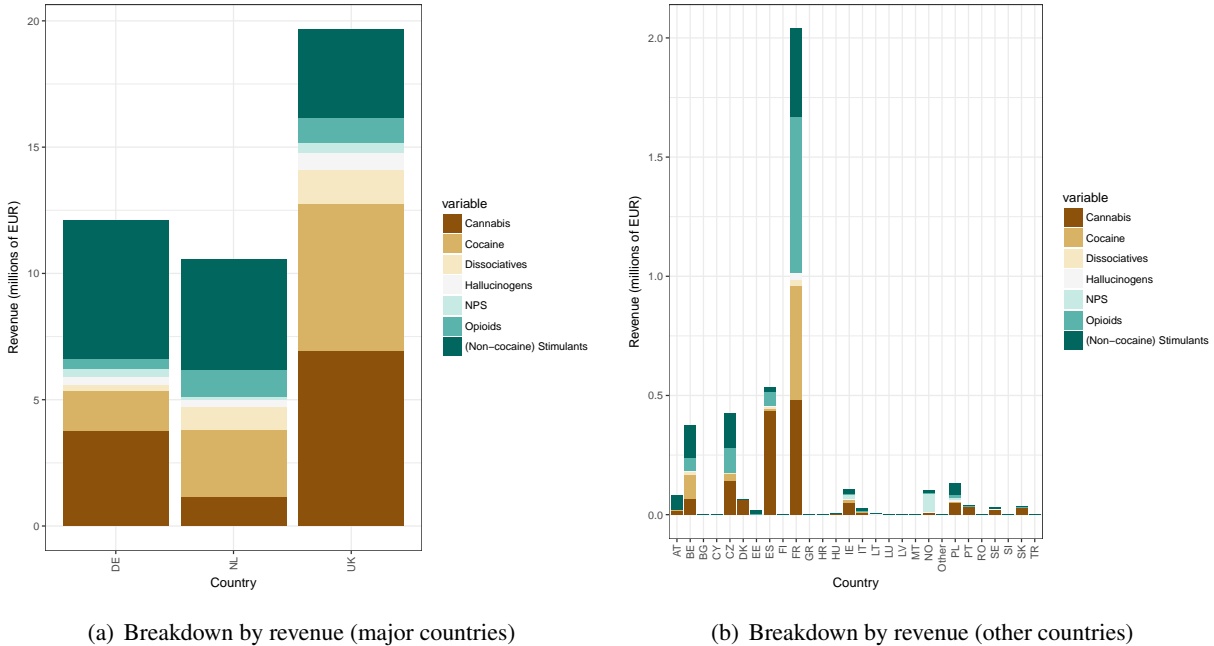 20
15
10
5
0
Revenue (millions of EUR)
DE
NL
UK
Country
variable
Cannabis
Cocaine
Dissociatives
Hallucinogens
NPS
Opioids
(Non-cocaine) Stimulants
(a) Breakdown by revenue (major countries)
2.0
1.5
1.0
0.5
0.0
Revenue (millions of EUR)
AT
BE
BG
CY
CZ
DK
EE
ES
FI
FR
GR
HR
HU
IE
IT
LT
LU
LV
MT
NO
Other
PL
PT
RO
SE
SI
SK
TR
Country
variable
Cannabis
Cocaine
Dissociatives
Hallucinogens
NPS
Opioids
(Non-cocaine) Stimulants
(b) Breakdown by revenue (other countries)